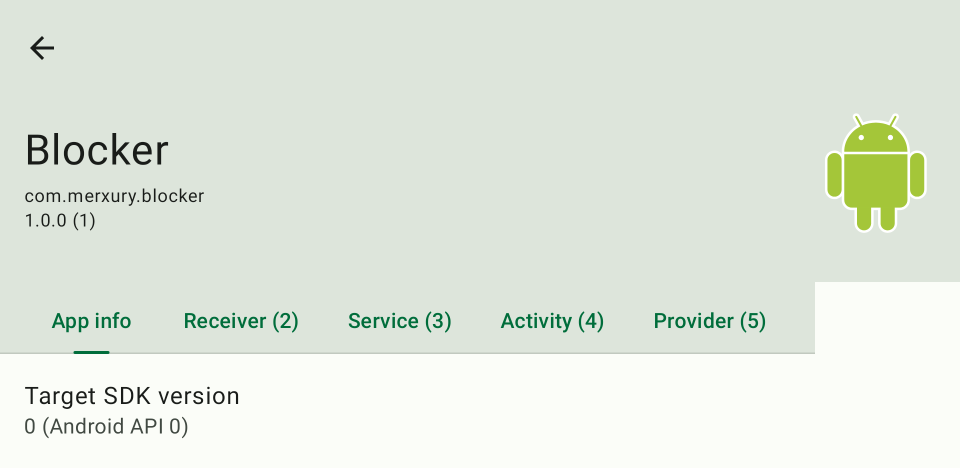 Blocker
com.merxury.blocker
1.0.0 (1)
App info Receiver (2) Service (3) Activity (4) Provider (5)
Target SDK version
0 (Android API 0)